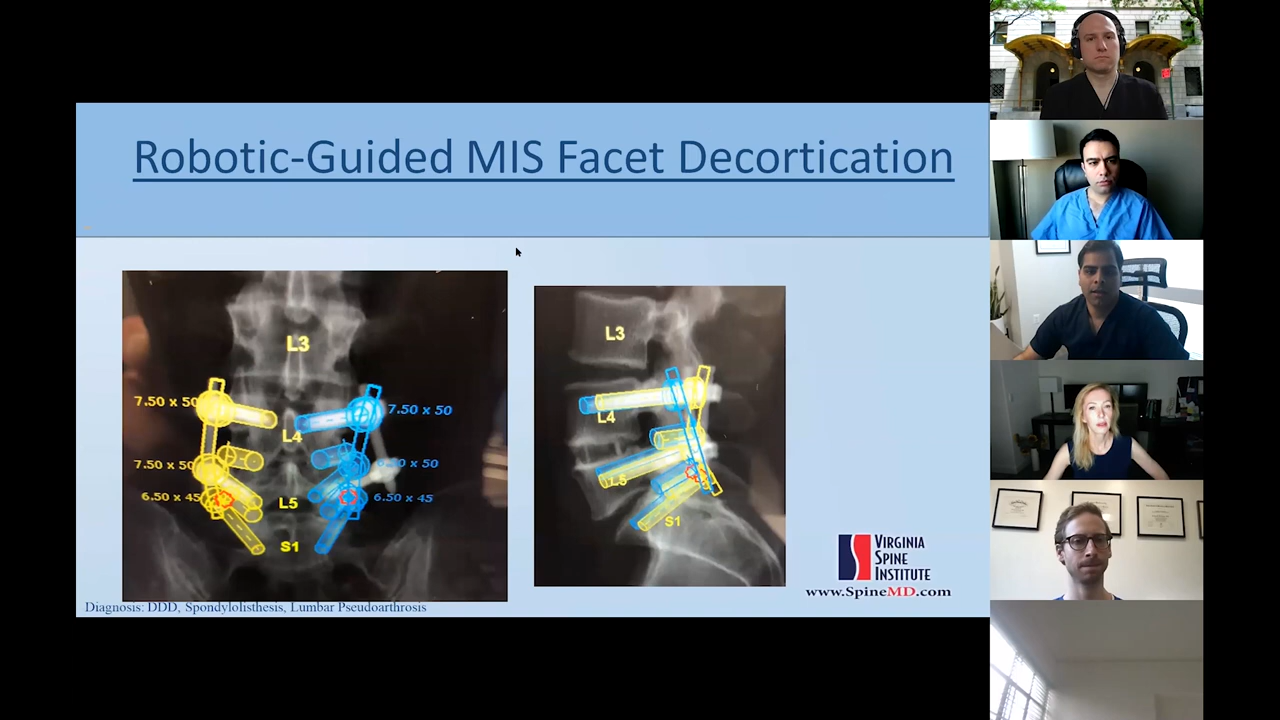 Robotic-Guided MIS Facet Decortication
L3
7.50 x 50
7.50 x 50
L4
7.50 x 50
6.50 x 45
L5
6.50 x 45
S1
L3
L4
L5
S1
VIRGINIA
SPINE
INSTITUTE
www.SpineMD.com
Diagnosis: DDD, Spondylolisthesis, Lumbar Pseudoarthrosis